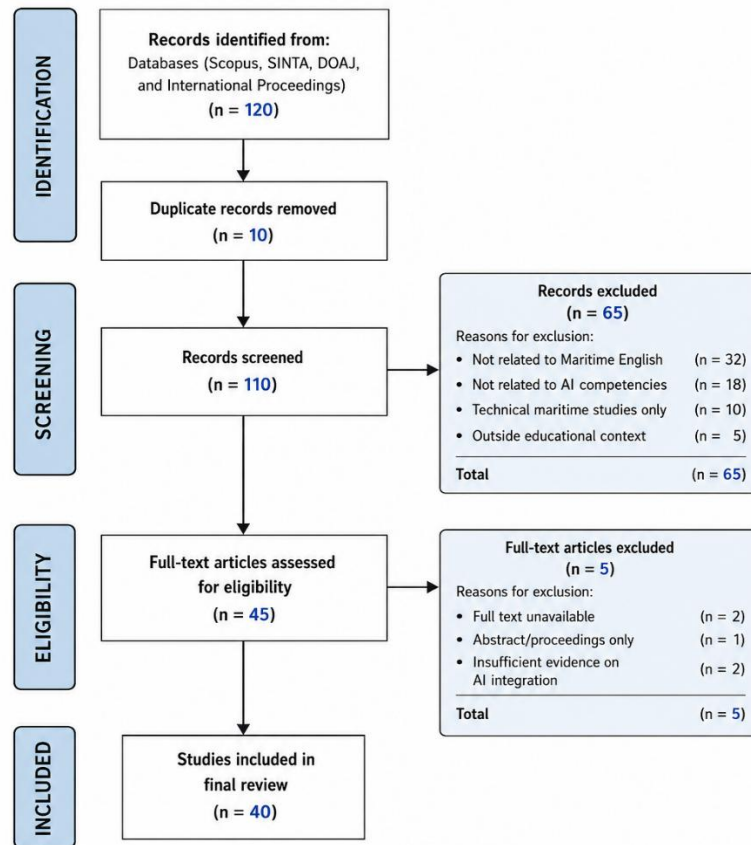 IDENTIFICATION
Records identified from:
Databases (Scopus, SINTA, DOAJ,
and International Proceedings)
(n = 120)
Duplicate records removed
(n = 10)
SCREENING
Records screened
(n = 110)
Records excluded
(n = 65)
Reasons for exclusion:
• Not related to Maritime English (n = 32)
• Not related to AI competencies (n = 18)
• Technical maritime studies only (n = 10)
• Outside educational context (n = 5)
Total (n = 65)
ELIGIBILITY
Full-text articles assessed
for eligibility
(n = 45)
Full-text articles excluded
(n = 5)
Reasons for exclusion:
• Full text unavailable (n = 2)
• Abstract/proceedings only (n = 1)
• Insufficient evidence on
AI integration (n = 2)
Total (n = 5)
INCLUDED
Studies included in
final review
(n = 40)